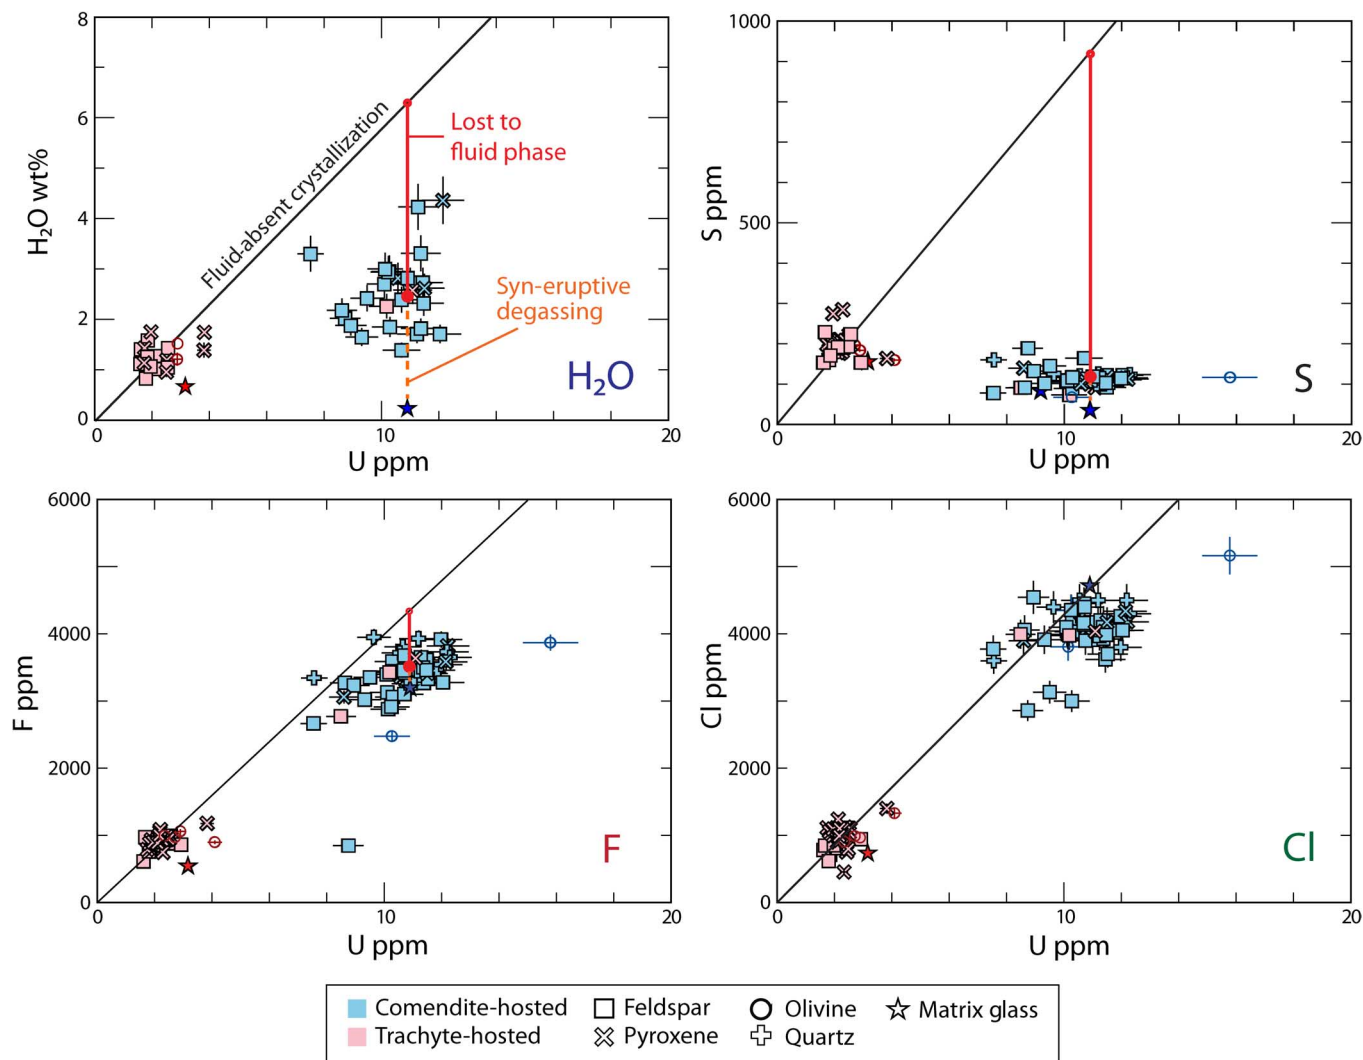 8
6
4
2
0
H₂O wt%
Fluid-absent crystallization
Lost to
fluid phase
Syn-eruptive
degassing
H₂O
0
10
20
U ppm
1000
500
0
S ppm
S
0
10
20
U ppm
6000
4000
2000
0
F ppm
F
0
10
20
U ppm
6000
4000
2000
0
Cl ppm
Cl
0
10
20
U ppm
Comendite-hosted
Feldspar
Olivine
Matrix glass
Trachyte-hosted
Pyroxene
Quartz